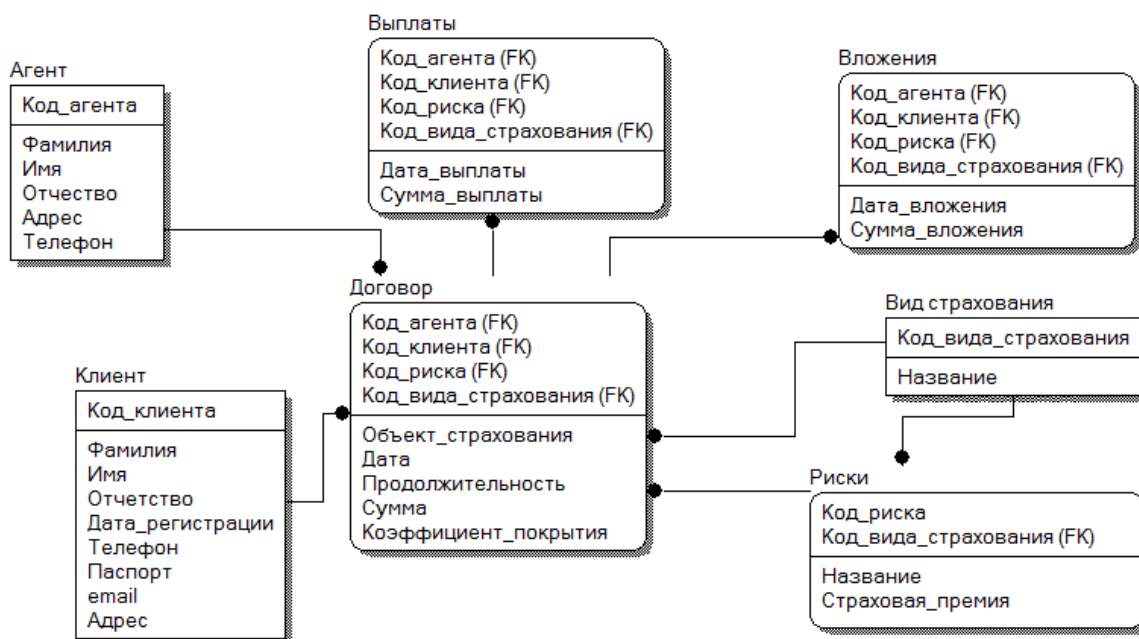 Выплаты
Код_агента (FK)
Код_клиента (FK)
Код_риска (FK)
Код_вида_страхования (FK)
Дата_выплаты
Сумма_выплаты
Агент
Код_агента
Фамилия
Имя
Отчество
Адрес
Телефон
Вложения
Код_агента (FK)
Код_клиента (FK)
Код_риска (FK)
Код_вида_страхования (FK)
Дата_вложения
Сумма_вложения
Договор
Код_агента (FK)
Код_клиента (FK)
Код_риска (FK)
Код_вида_страхования (FK)
Объект_страхования
Дата
Продолжительность
Сумма
Коэффициент_покрытия
Вид страхования
Код_вида_страхования
Название
Клиент
Код_клиента
Фамилия
Имя
Отчетство
Дата_регистрации
Телефон
Паспорт
email
Адрес
Риски
Код_риска
Код_вида_страхования (FK)
Название
Страховая_премия